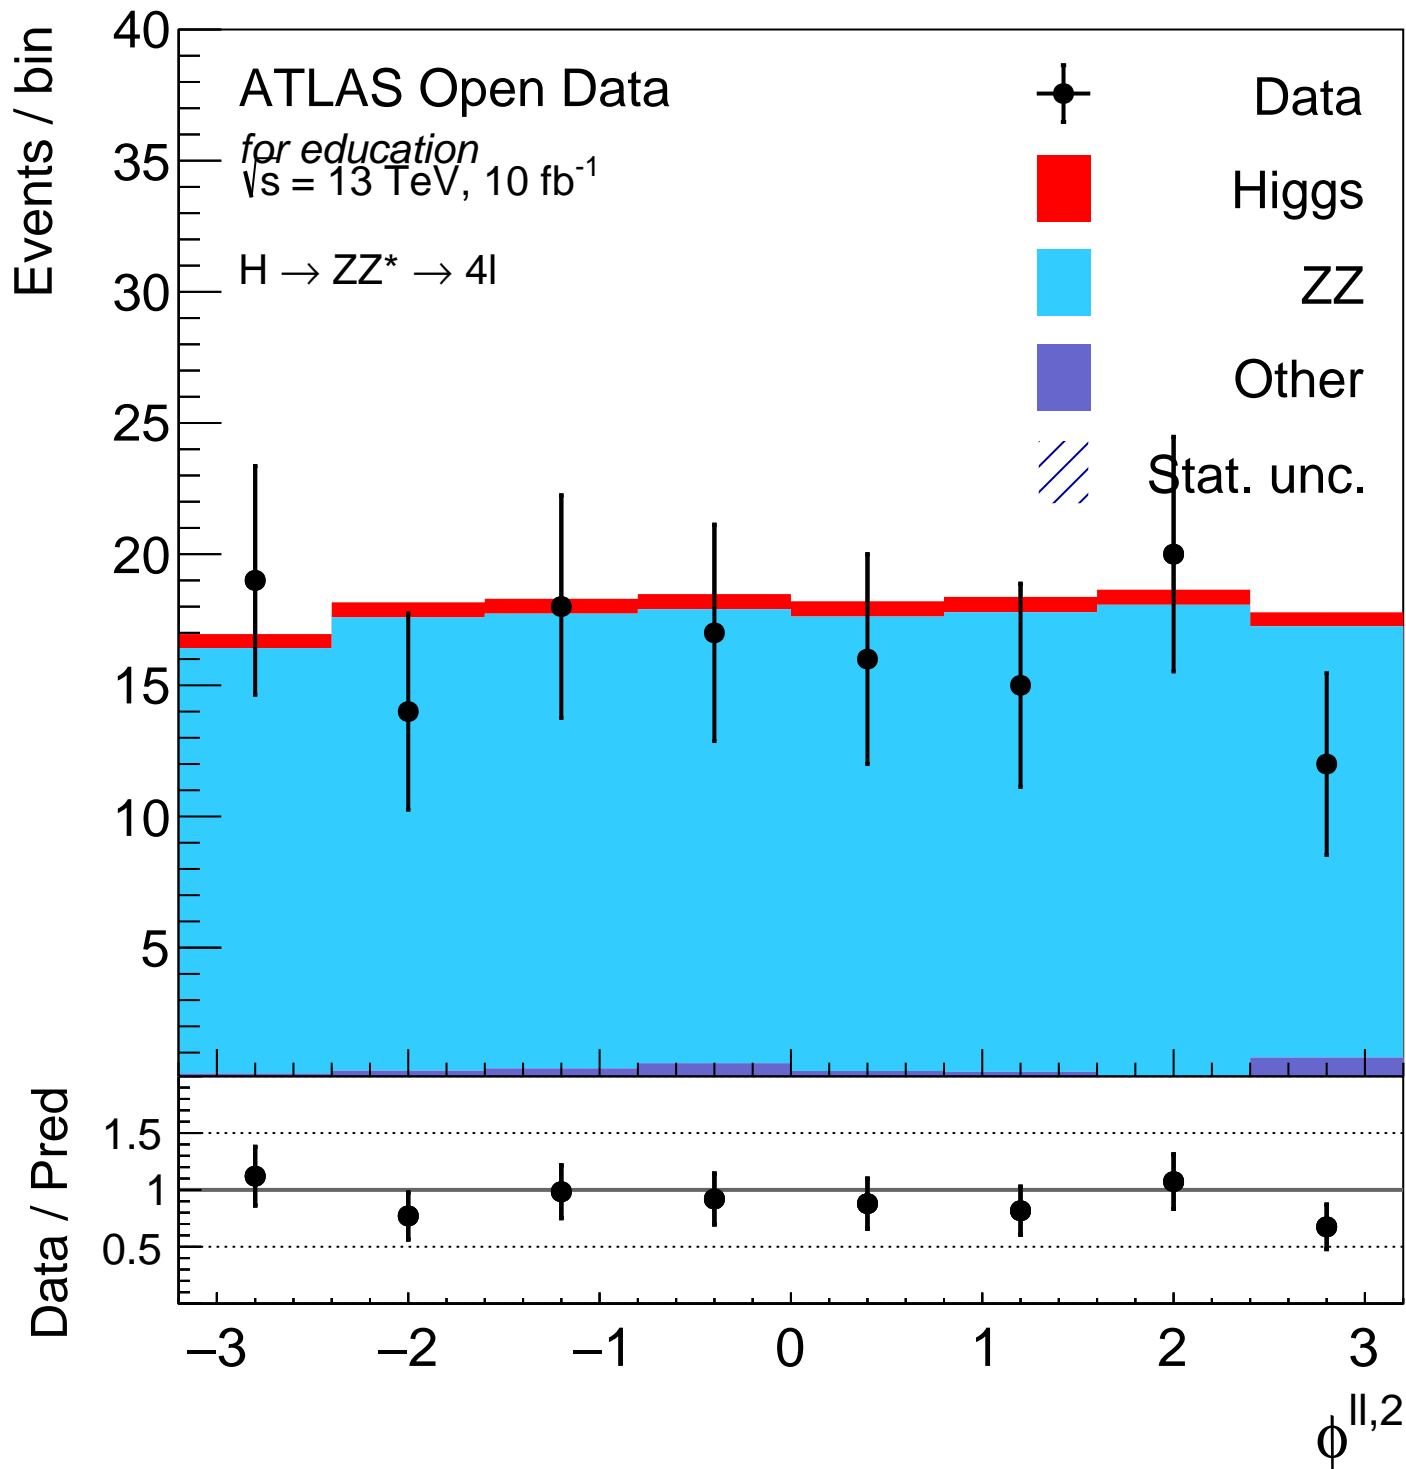 Events / bin
40
35
30
25
20
15
10
5
ATLAS Open Data
for education
√s = 13 TeV, 10 fb⁻¹
H → ZZ* → 4l
Data
Higgs
ZZ
Other
Stat. unc.
Data / Pred
1.5
1
0.5
−3 −2 −1 0 1 2 3
ϕ^ll,2